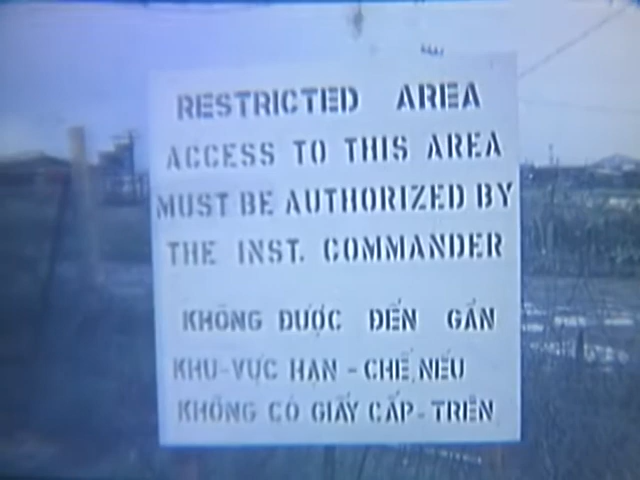 RESTRICTED AREA
ACCESS TO THIS AREA
MUST BE AUTHORIZED BY
THE INST. COMMANDER
KHÔNG ĐƯỢC ĐẾN GẦN
KHU-VỰC HẠN-CHẾ, NẾU
KHÔNG CÓ GIẤY CẤP-TRÊN